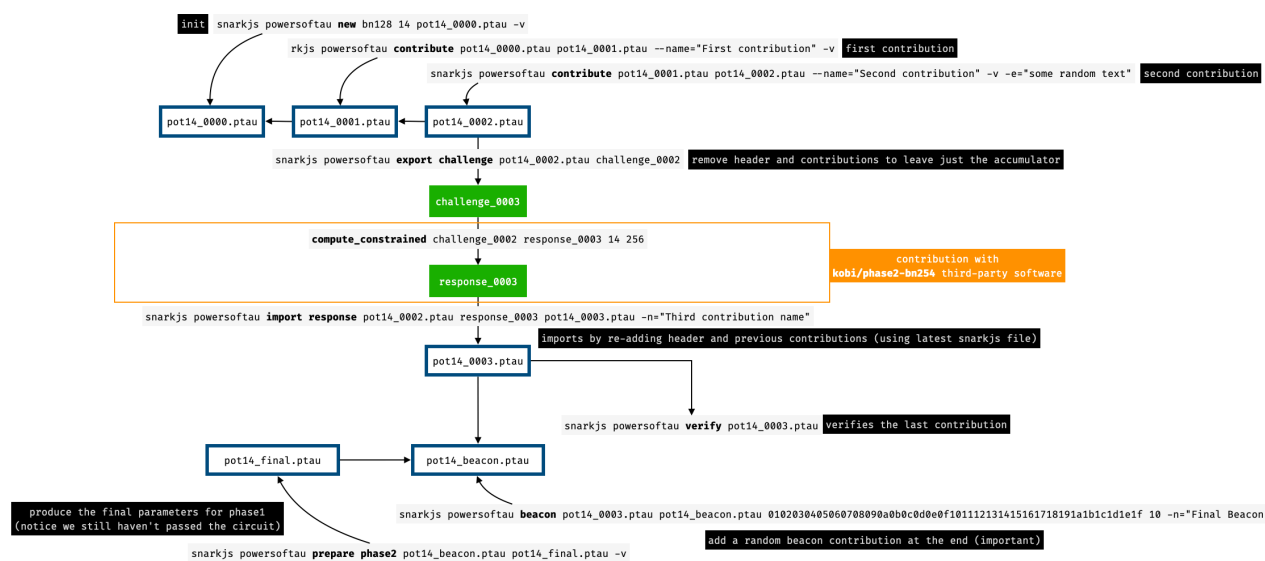 init snarkjs powersoftau new bn128 14 pot14_0000.ptau -v
rkjs powersoftau contribute pot14_0000.ptau pot14_0001.ptau --name="First contribution" -v first contribution
snarkjs powersoftau contribute pot14_0001.ptau pot14_0002.ptau --name="Second contribution" -v -e="some random text" second contribution
pot14_0000.ptau pot14_0001.ptau pot14_0002.ptau
snarkjs powersoftau export challenge pot14_0002.ptau challenge_0002 remove header and contributions to leave just the accumulator
challenge_0003
compute_constrained challenge_0002 response_0003 14 256
contribution with
kobi/phase2-bn254 third-party software
response_0003
snarkjs powersoftau import response pot14_0002.ptau response_0003 pot14_0003.ptau -n="Third contribution name"
imports by re-adding header and previous contributions (using latest snarkjs file)
pot14_0003.ptau
snarkjs powersoftau verify pot14_0003.ptau verifies the last contribution
pot14_final.ptau pot14_beacon.ptau
produce the final parameters for phase1
(notice we still haven't passed the circuit)
snarkjs powersoftau beacon pot14_0003.ptau pot14_beacon.ptau 0102030405060708090a0b0c0d0e0f101112131415161718191a1b1c1d1e1f 10 -n="Final Beacon
add a random beacon contribution at the end (important)
snarkjs powersoftau prepare phase2 pot14_beacon.ptau pot14_final.ptau -v